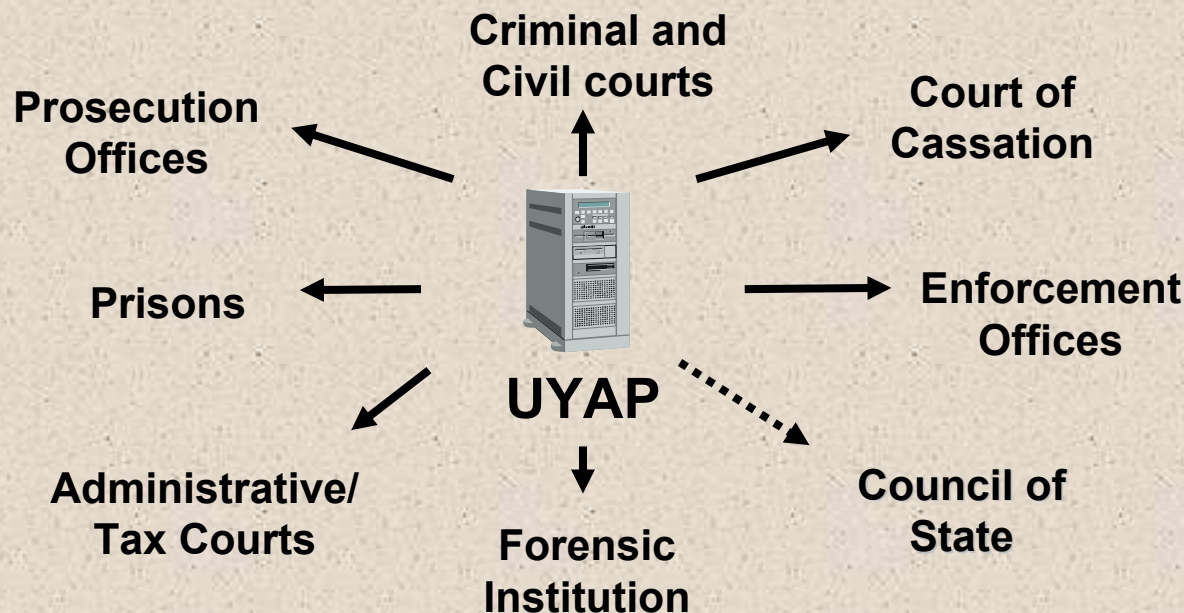 Criminal and
Civil courts
Prosecution
Offices
Court of
Cassation
Prisons
Enforcement
Offices
UYAP
Administrative/
Tax Courts
Council of
State
Forensic
Institution